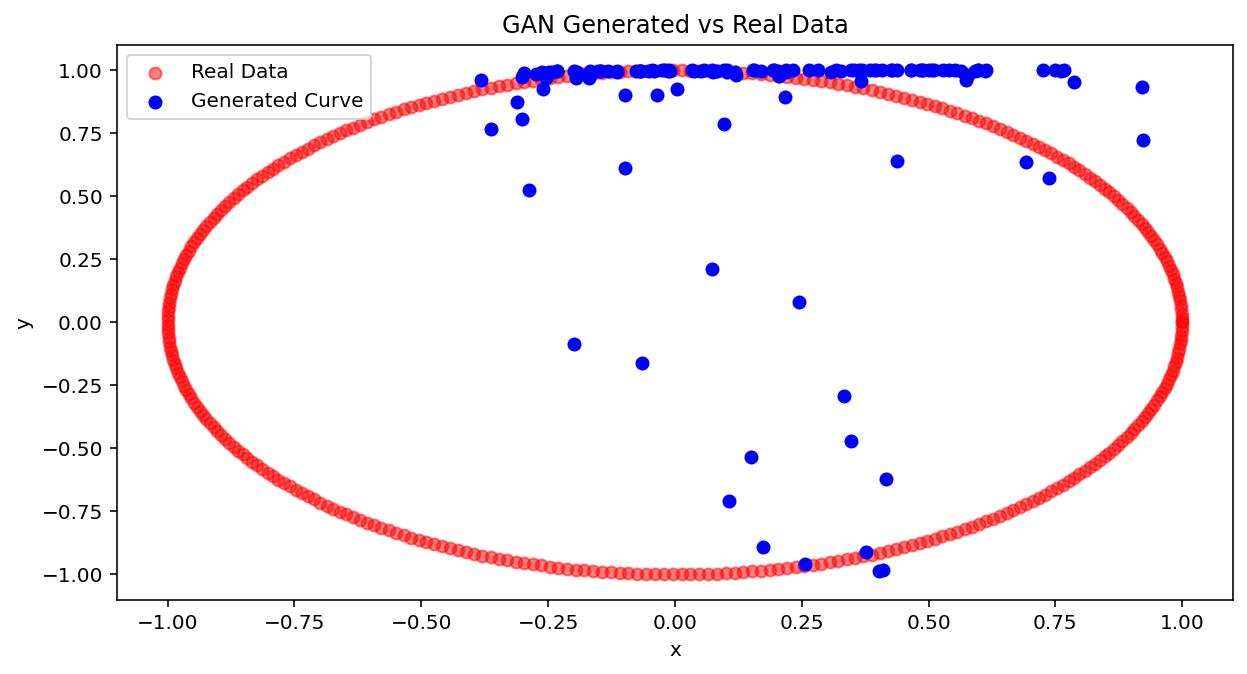 GAN Generated vs Real Data
Real Data
Generated Curve
1.00
0.75
0.50
0.25
0.00
−0.25
−0.50
−0.75
−1.00
y
−1.00 −0.75 −0.50 −0.25 0.00 0.25 0.50 0.75 1.00
x